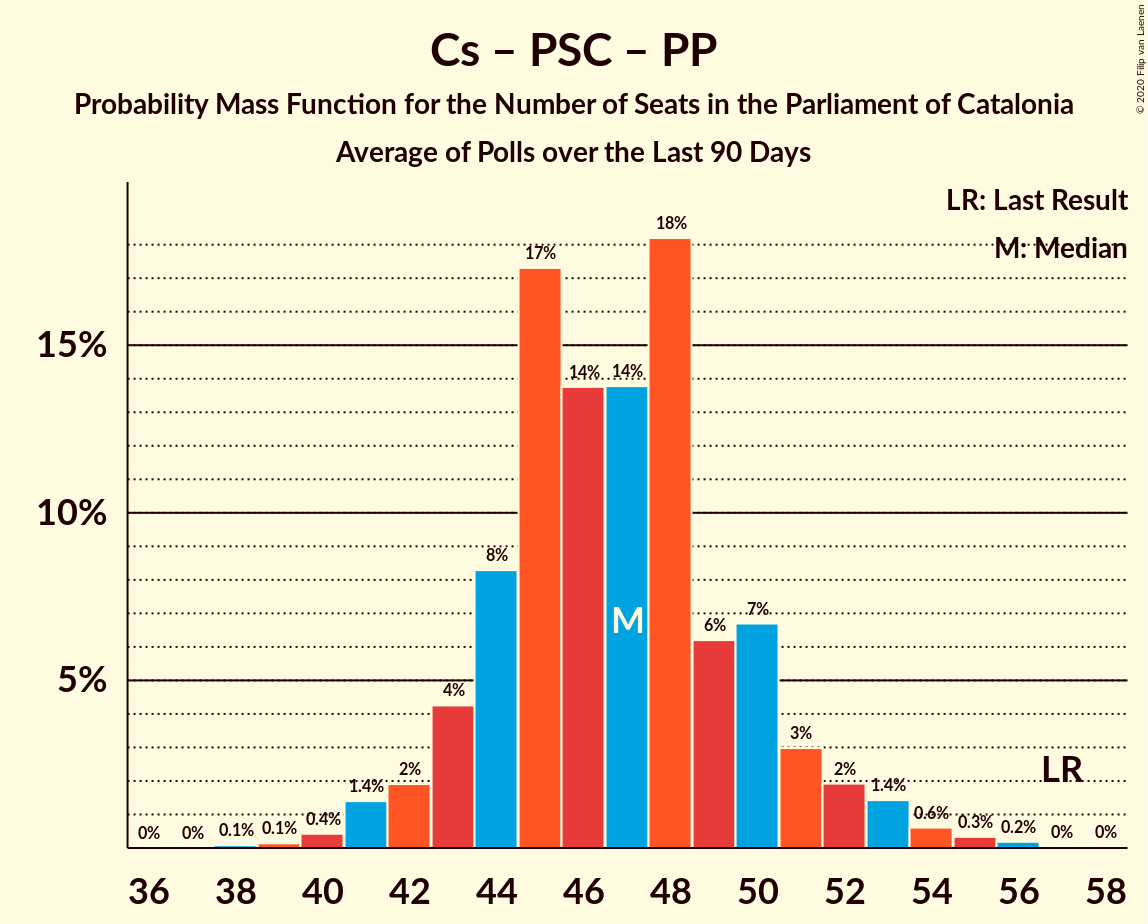 Cs – PSC – PP
Probability Mass Function for the Number of Seats in the Parliament of Catalonia
Average of Polls over the Last 90 Days
© 2020 Filip van Laenen
LR: Last Result
M: Median
15%
10%
5%
0% 0% 0.1% 0.1% 0.4% 1.4% 2% 4% 8% 17% 14% 14% 18% 6% 7% 3% 2% 1.4% 0.6% 0.3% 0.2% 0% 0%
M
LR
36 38 40 42 44 46 48 50 52 54 56 58